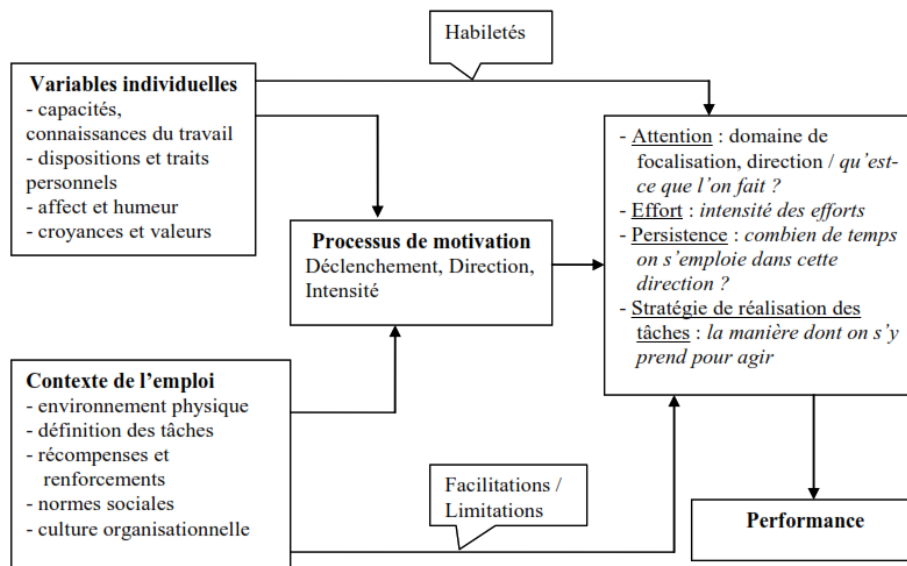 Habiletés
Variables individuelles
- capacités,
connaissances du travail
- dispositions et traits
personnels
- affect et humeur
- croyances et valeurs
Processus de motivation
Déclenchement, Direction,
Intensité
- Attention : domaine de
focalisation, direction / qu’est-
ce que l’on fait ?
- Effort : intensité des efforts
- Persistence : combien de temps
on s’emploie dans cette
direction ?
- Stratégie de réalisation des
tâches : la manière dont on s’y
prend pour agir
Contexte de l’emploi
- environnement physique
- définition des tâches
- récompenses et
renforcements
- normes sociales
- culture organisationnelle
Facilitations /
Limitations
Performance